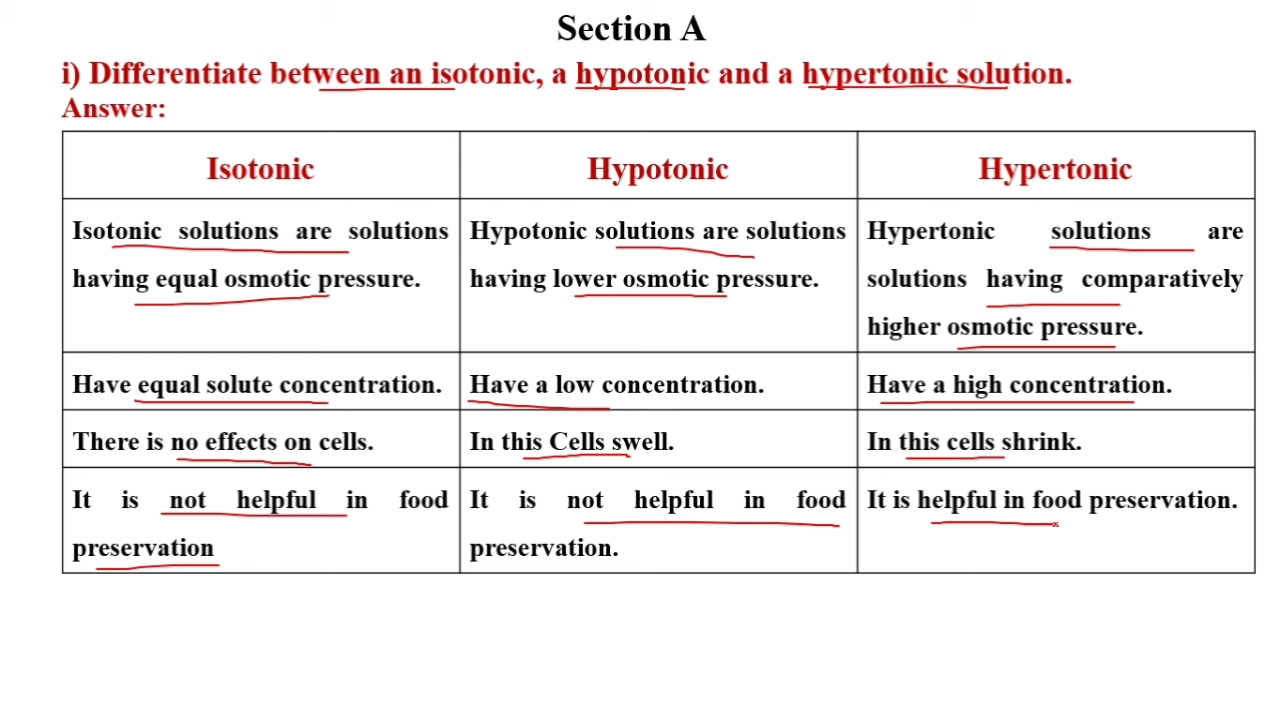 Section A
i) Differentiate between an isotonic, a hypotonic and a hypertonic solution.
Answer:
Isotonic
Hypotonic
Hypertonic
Isotonic solutions are solutions
having equal osmotic pressure.
Hypotonic solutions are solutions
having lower osmotic pressure.
Hypertonic solutions are
solutions having comparatively
higher osmotic pressure.
Have equal solute concentration.
Have a low concentration.
Have a high concentration.
There is no effects on cells.
In this Cells swell.
In this cells shrink.
It is not helpful in food
preservation
It is not helpful in food
preservation.
It is helpful in food preservation.